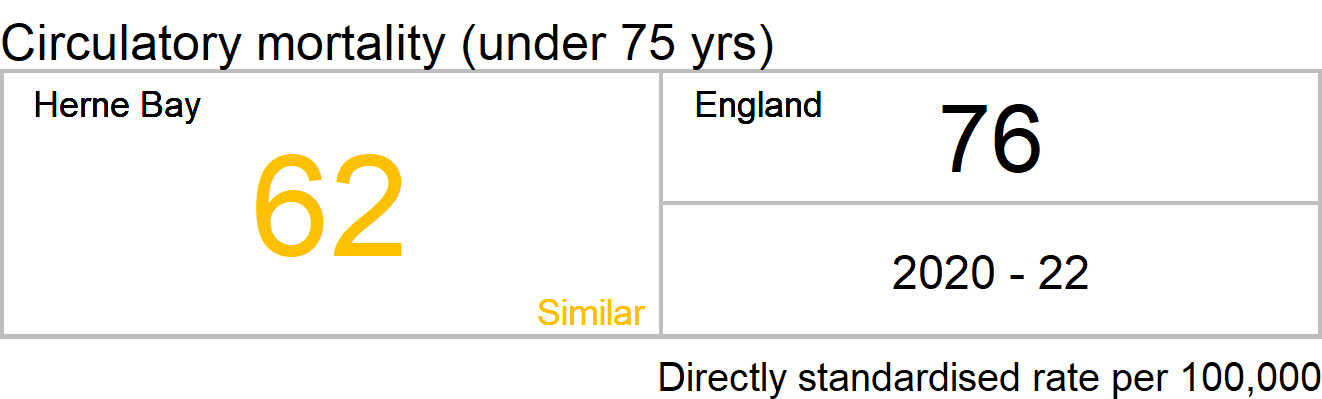 Circulatory mortality (under 75 yrs)
Herne Bay
62
Similar
England
76
2020 - 22
Directly standardised rate per 100,000